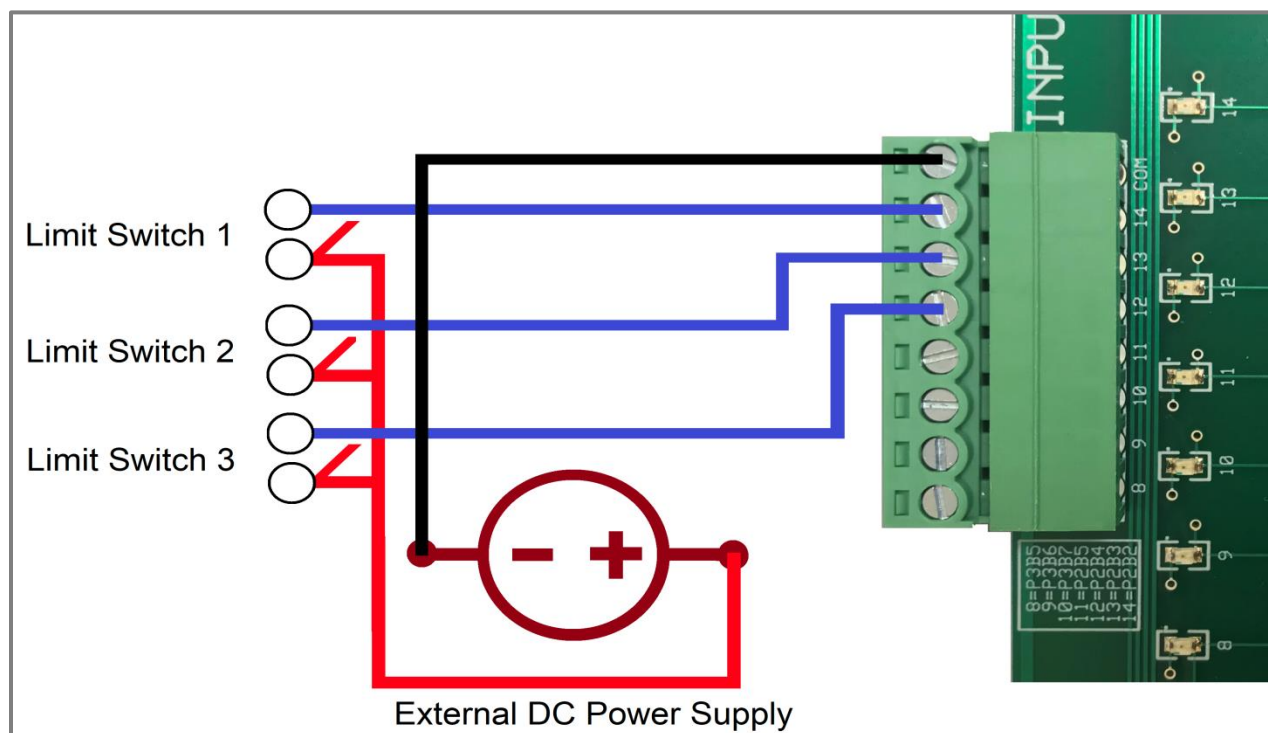 INPU
Limit Switch 1
Limit Switch 2
Limit Switch 3
External DC Power Supply
- +
COM
14
13
12
11
10
9
8
14
13
12
11
10
9
8
8=P3B5
9=P3B6
10=P3B7
11=P2B5
12=P2B4
13=P2B3
14=P2B2